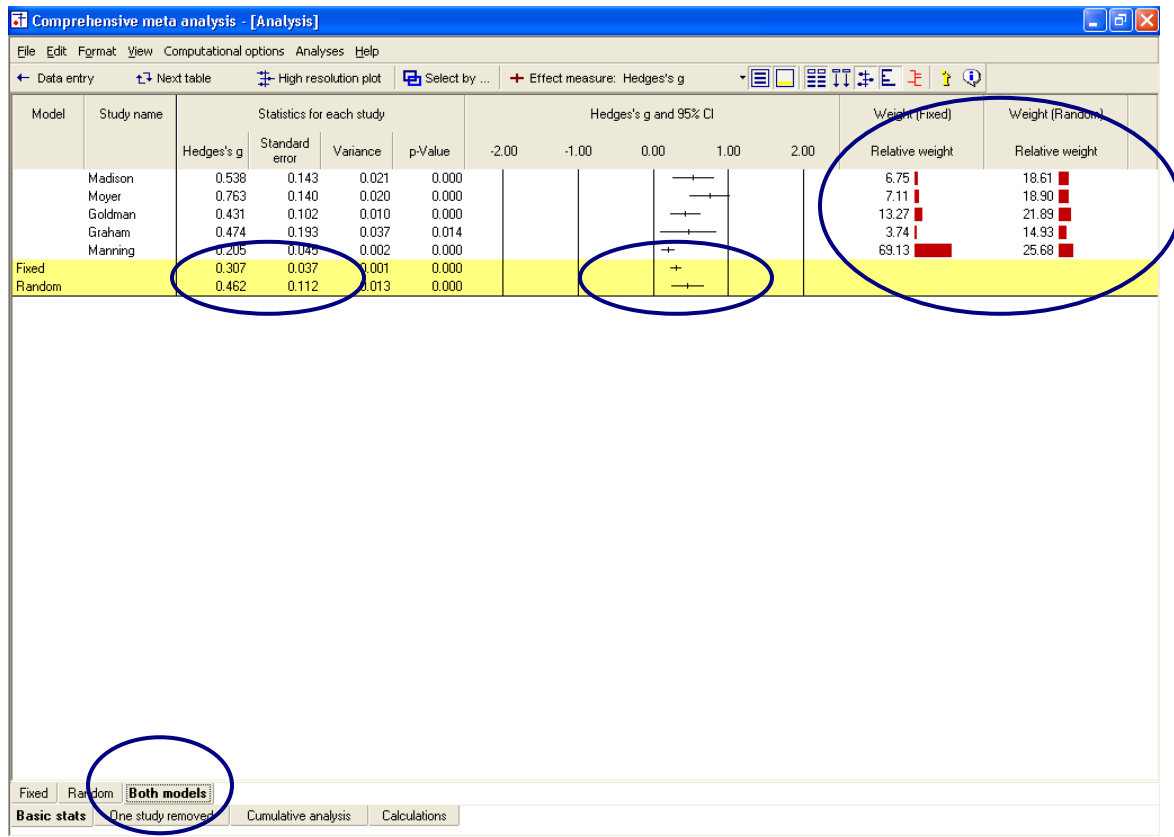 Comprehensive meta analysis - [Analysis]
File Edit Format View Computational options Analyses Help
← Data entry Next table High resolution plot Select by ... + Effect measure: Hedges's g
Model Study name Statistics for each study Hedges's g and 95% CI Weight (Fixed) Weight (Random)
Hedges's g Standard error Variance p-Value -2.00 -1.00 0.00 1.00 2.00 Relative weight Relative weight
Madison 0.538 0.143 0.021 0.000 6.75 18.61
Moyer 0.763 0.140 0.020 0.000 7.11 18.90
Goldman 0.431 0.102 0.010 0.000 13.27 21.89
Graham 0.474 0.193 0.037 0.014 3.74 14.93
Manning 0.205 0.045 0.002 0.000 69.13 25.68
Fixed 0.307 0.037 0.001 0.000
Random 0.462 0.112 0.013 0.000
Fixed Random Both models
Basic stats One study removed Cumulative analysis Calculations